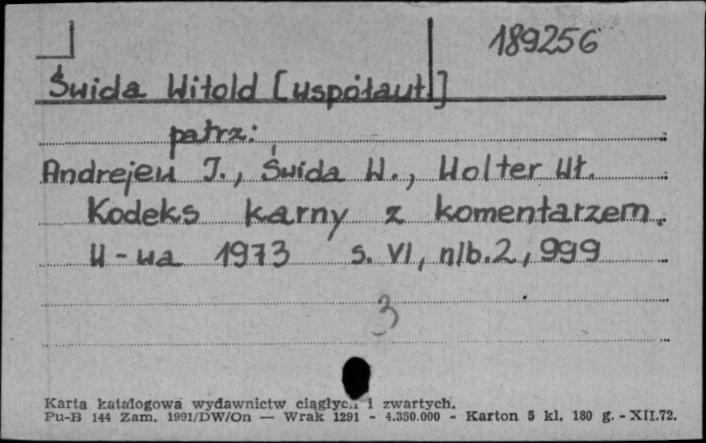 189256
Świda Witold [współaut.]
patrz:
Andrejew I., Świda W., Wolter Wł.
Kodeks karny z komentarzem.
W-wa 1973 s. VI, nlb.2, 999
3
Karta katalogowa wydawnictw ciągłych i zwartych.
Pu-B 144 Zam. 1991/DW/On — Wrak 1291 - 4.350.000 - Karton 5 kl. 180 g. - XII.72.